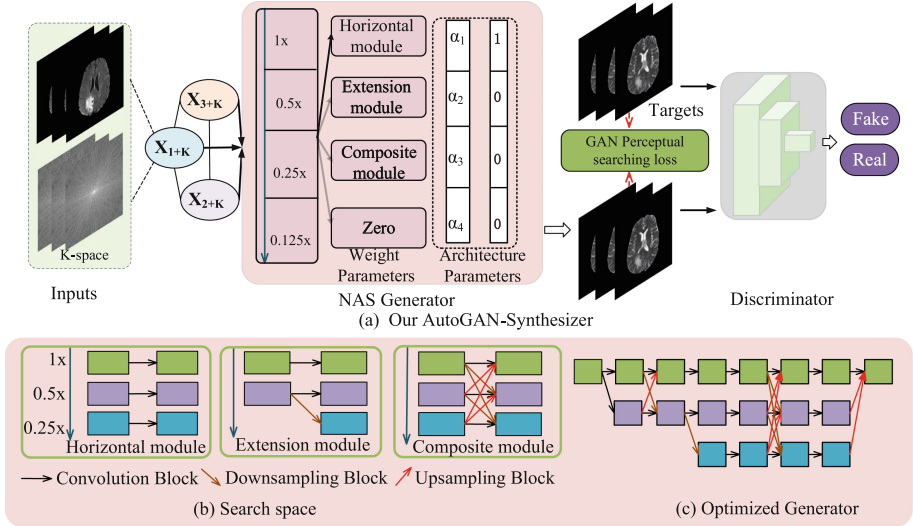 K-space
Inputs
X1+K
X3+K
X2+K
1x
0.5x
0.25x
0.125x
Horizontal
module
Extension
module
Composite
module
Zero
Weight
Parameters
α1
α2
α3
α4
1
0
0
0
Architecture
Parameters
NAS Generator
Targets
GAN Perceptual
searching loss
Fake
Real
Discriminator
(a) Our AutoGAN-Synthesizer
1x
0.5x
0.25x
Horizontal module
Extension module
Composite module
Convolution Block
Downsampling Block
Upsampling Block
(b) Search space
(c) Optimized Generator